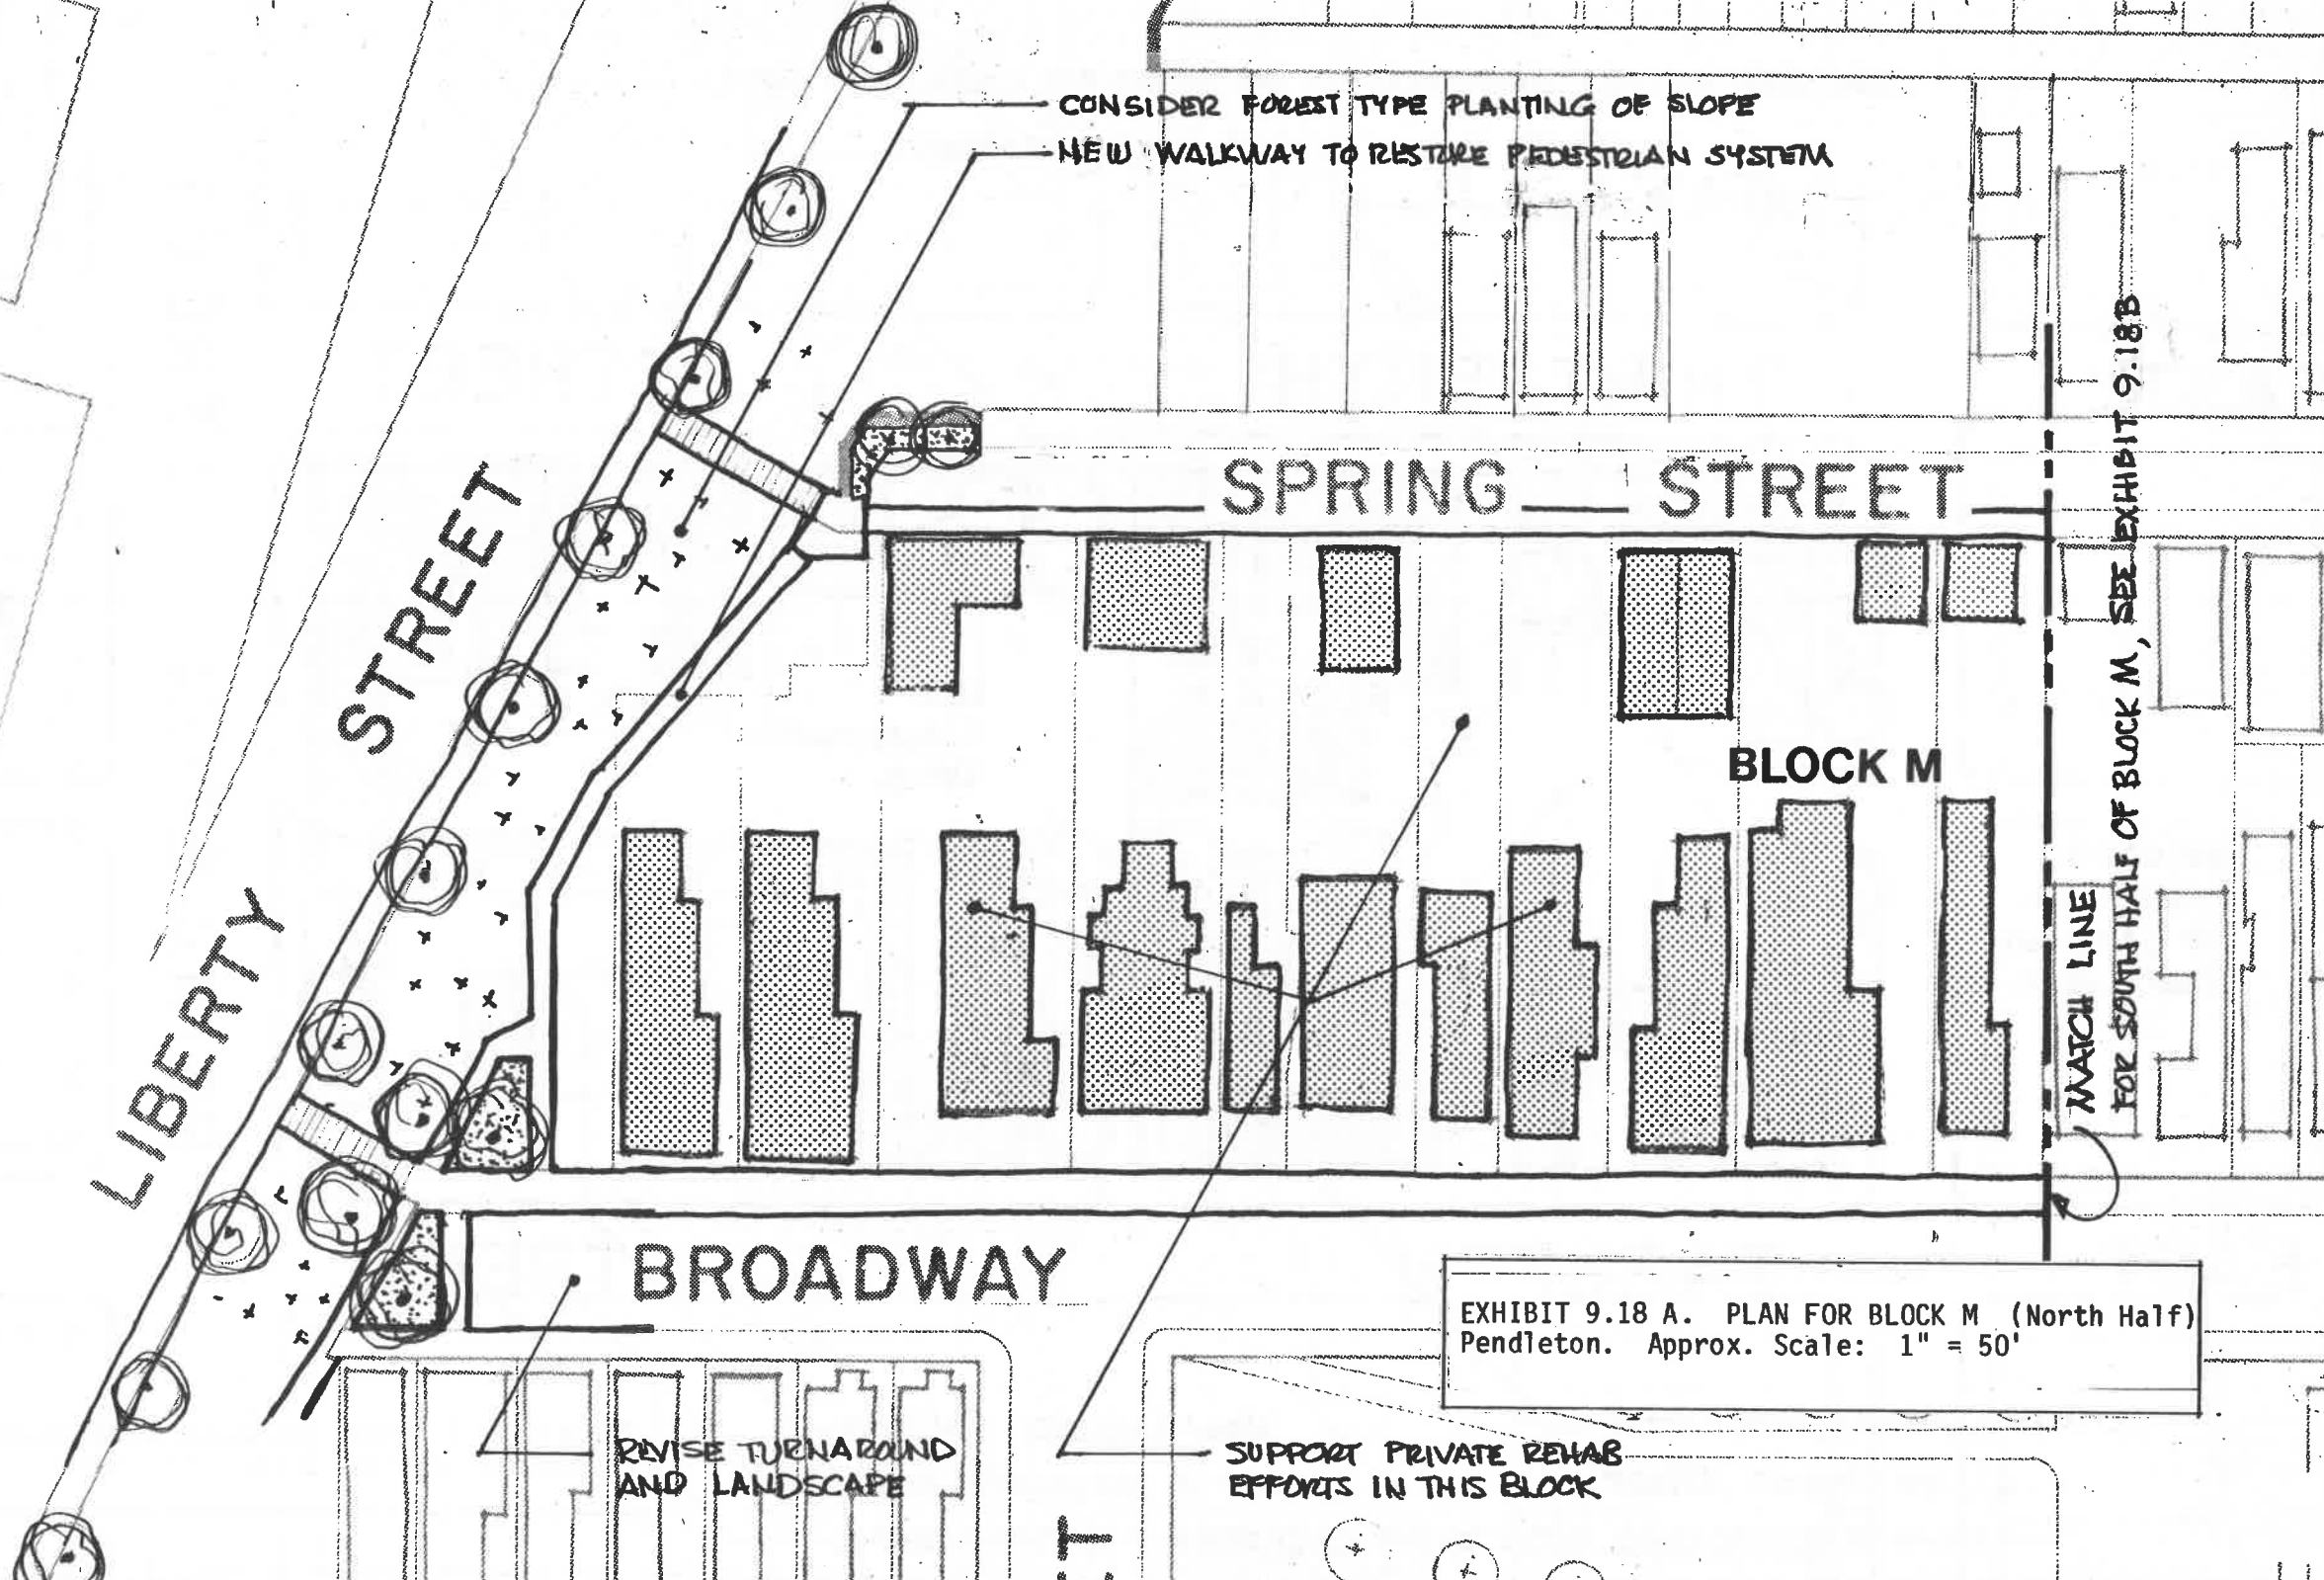 CONSIDER FOREST TYPE PLANTING OF SLOPE
NEW WALKWAY TO RESTORE PEDESTRIAN SYSTEM
SPRING STREET
LIBERTY STREET
BLOCK M
MATCH LINE
FOR SOUTH HALF OF BLOCK M, SEE EXHIBIT 9.18B
BROADWAY
EXHIBIT 9.18 A. PLAN FOR BLOCK M (North Half)
Pendleton. Approx. Scale: 1" = 50'
REVISE TURNAROUND
AND LANDSCAPE
SUPPORT PRIVATE REHAB
EFFORTS IN THIS BLOCK
ET